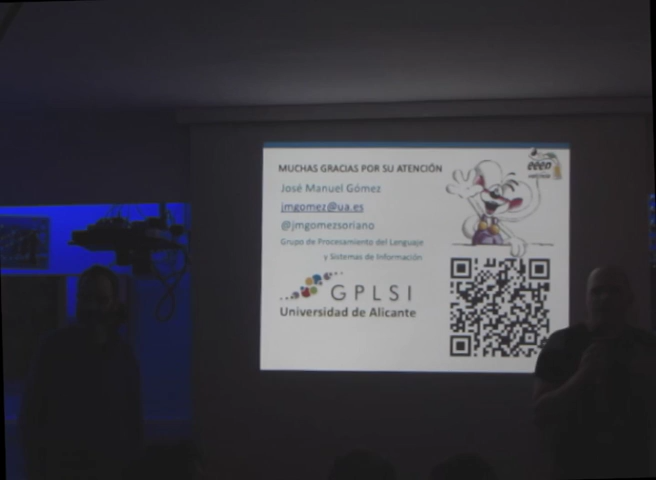 MUCHAS GRACIAS POR SU ATENCIÓN
José Manuel Gómez
jmgomez@ua.es
@jmgomezsoriano
Grupo de Procesamiento del Lenguaje
y Sistemas de Información
GPLSI
Universidad de Alicante